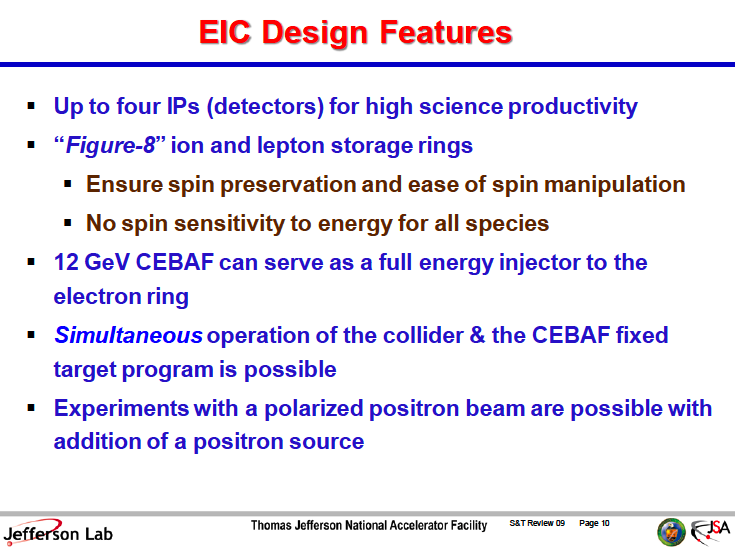 EIC Design Features
▪ Up to four IPs (detectors) for high science productivity
▪ “Figure-8” ion and lepton storage rings
▪ Ensure spin preservation and ease of spin manipulation
▪ No spin sensitivity to energy for all species
▪ 12 GeV CEBAF can serve as a full energy injector to the
electron ring
▪ Simultaneous operation of the collider & the CEBAF fixed
target program is possible
▪ Experiments with a polarized positron beam are possible with
addition of a positron source
Jefferson Lab
Thomas Jefferson National Accelerator Facility
S&T Review 09 Page 10
JSA